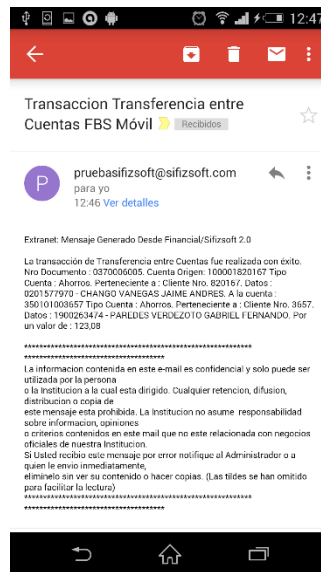 12:47
Transaccion Transferencia entre
Cuentas FBS Móvil Recibidos
P
pruebasifizsoft@sifizsoft.com
para yo
12:46 Ver detalles
Extranet: Mensaje Generado Desde Financial/Sifizsoft 2.0
La transacción de Transferencia entre Cuentas fue realizada con éxito.
Nro Documento : 0370006005. Cuenta Origen: 100001820167 Tipo
Cuenta : Ahorros. Perteneciente a : Cliente Nro. 820167. Datos :
0201577970 - CHANGO VANEGAS JAIME ANDRES. A la cuenta :
350101003657 Tipo Cuenta : Ahorros. Perteneciente a : Cliente Nro. 3657.
Datos : 1900263474 - PAREDES VERDEZOTO GABRIEL FERNANDO. Por
un valor de : 123,08
************************************************************
*************************************
La informacion contenida en este e-mail es confidencial y solo puede ser
utilizada por la persona
o la Institucion a la cual esta dirigido. Cualquier retencion, difusion,
distribucion o copia de
este mensaje esta prohibida. La Institucion no asume responsabilidad
sobre informacion, opiniones
o criterios contenidos en este mail que no este relacionada con negocios
oficiales de nuestra Institucion.
Si Usted recibio este mensaje por error notifique al Administrador o a
quien le envio inmediatamente,
eliminelo sin ver su contenido o hacer copias. (Las tildes se han omitido
para facilitar la lectura)
************************************************************
*************************************